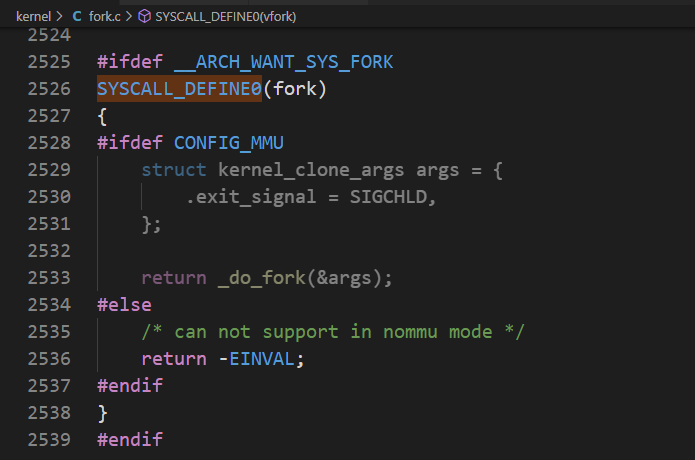 kernel > C fork.c > SYSCALL_DEFINE0(vfork)
2524
2525 #ifdef __ARCH_WANT_SYS_FORK
2526 SYSCALL_DEFINE0(fork)
2527 {
2528 #ifdef CONFIG_MMU
2529     struct kernel_clone_args args = {
2530         .exit_signal = SIGCHLD,
2531     };
2532
2533     return _do_fork(&args);
2534 #else
2535     /* can not support in nommu mode */
2536     return -EINVAL;
2537 #endif
2538 }
2539 #endif